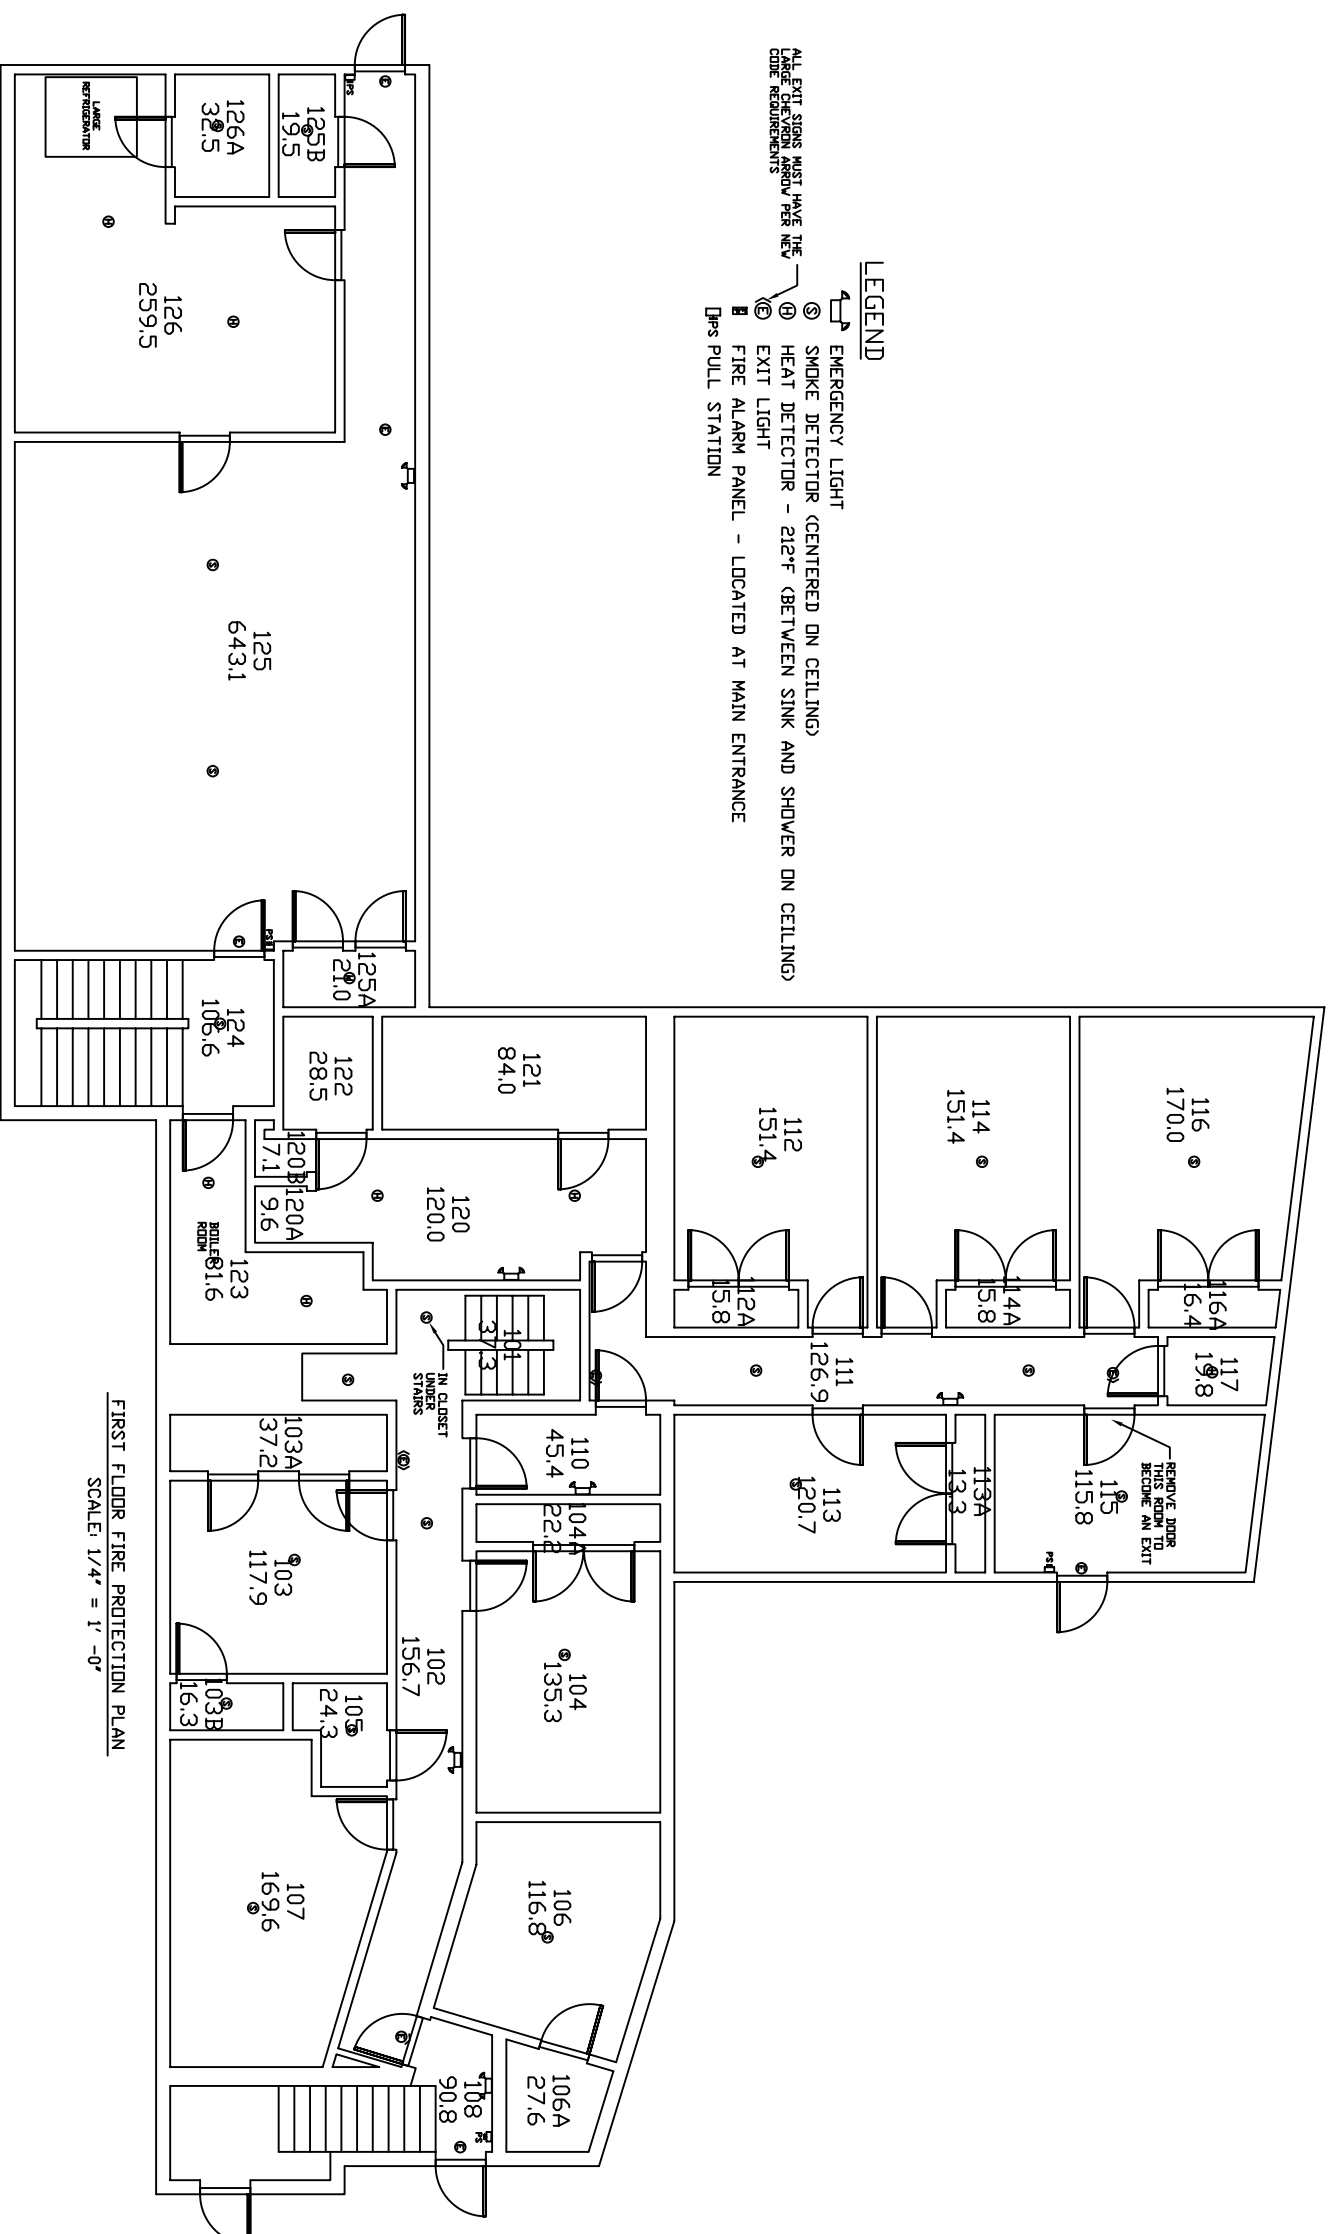 LEGEND
EMERGENCY LIGHT
S SMOKE DETECTOR (CENTERED ON CEILING)
H HEAT DETECTOR - 212°F (BETWEEN SINK AND SHOWER ON CEILING)
E EXIT LIGHT
FIRE ALARM PANEL - LOCATED AT MAIN ENTRANCE
PS PULL STATION
ALL EXIT SIGNS MUST HAVE THE
LARGE CHEVRON ARROW PER NEW
CODE REQUIREMENTS
116
170.0
116A
16.4
117
19.8
REMOVE DOOR
THIS ROOM TO
BECOME AN EXIT
115
115.8
PS
114
151.4
114A
15.8
113A
13.3
112
151.4
112A
15.8
111
126.9
113
120.7
121
84.0
120
120.0
101
37.3
IN CLOSET
UNDER
STAIRS
110
45.4
104A
22.2
104
135.3
106
116.8
106A
27.6
108
90.8
PS
102
156.7
125A
21.0
122
28.5
120B
7.1
120A
9.6
123
81.6
BOILER
ROOM
103A
37.2
103
117.9
105
24.3
103B
16.3
107
169.6
PS
125B
19.5
126A
32.5
LARGE
REFRIGERATOR
126
259.5
125
643.1
PS
124
106.6
FIRST FLOOR FIRE PROTECTION PLAN
SCALE: 1/4" = 1' -0"